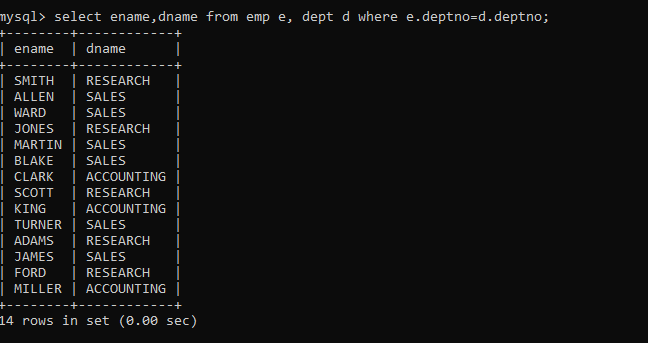 mysql> select ename,dname from emp e, dept d where e.deptno=d.deptno;
+--------+------------+
| ename  | dname      |
+--------+------------+
| SMITH  | RESEARCH   |
| ALLEN  | SALES      |
| WARD   | SALES      |
| JONES  | RESEARCH   |
| MARTIN | SALES      |
| BLAKE  | SALES      |
| CLARK  | ACCOUNTING |
| SCOTT  | RESEARCH   |
| KING   | ACCOUNTING |
| TURNER | SALES      |
| ADAMS  | RESEARCH   |
| JAMES  | SALES      |
| FORD   | RESEARCH   |
| MILLER | ACCOUNTING |
+--------+------------+
14 rows in set (0.00 sec)